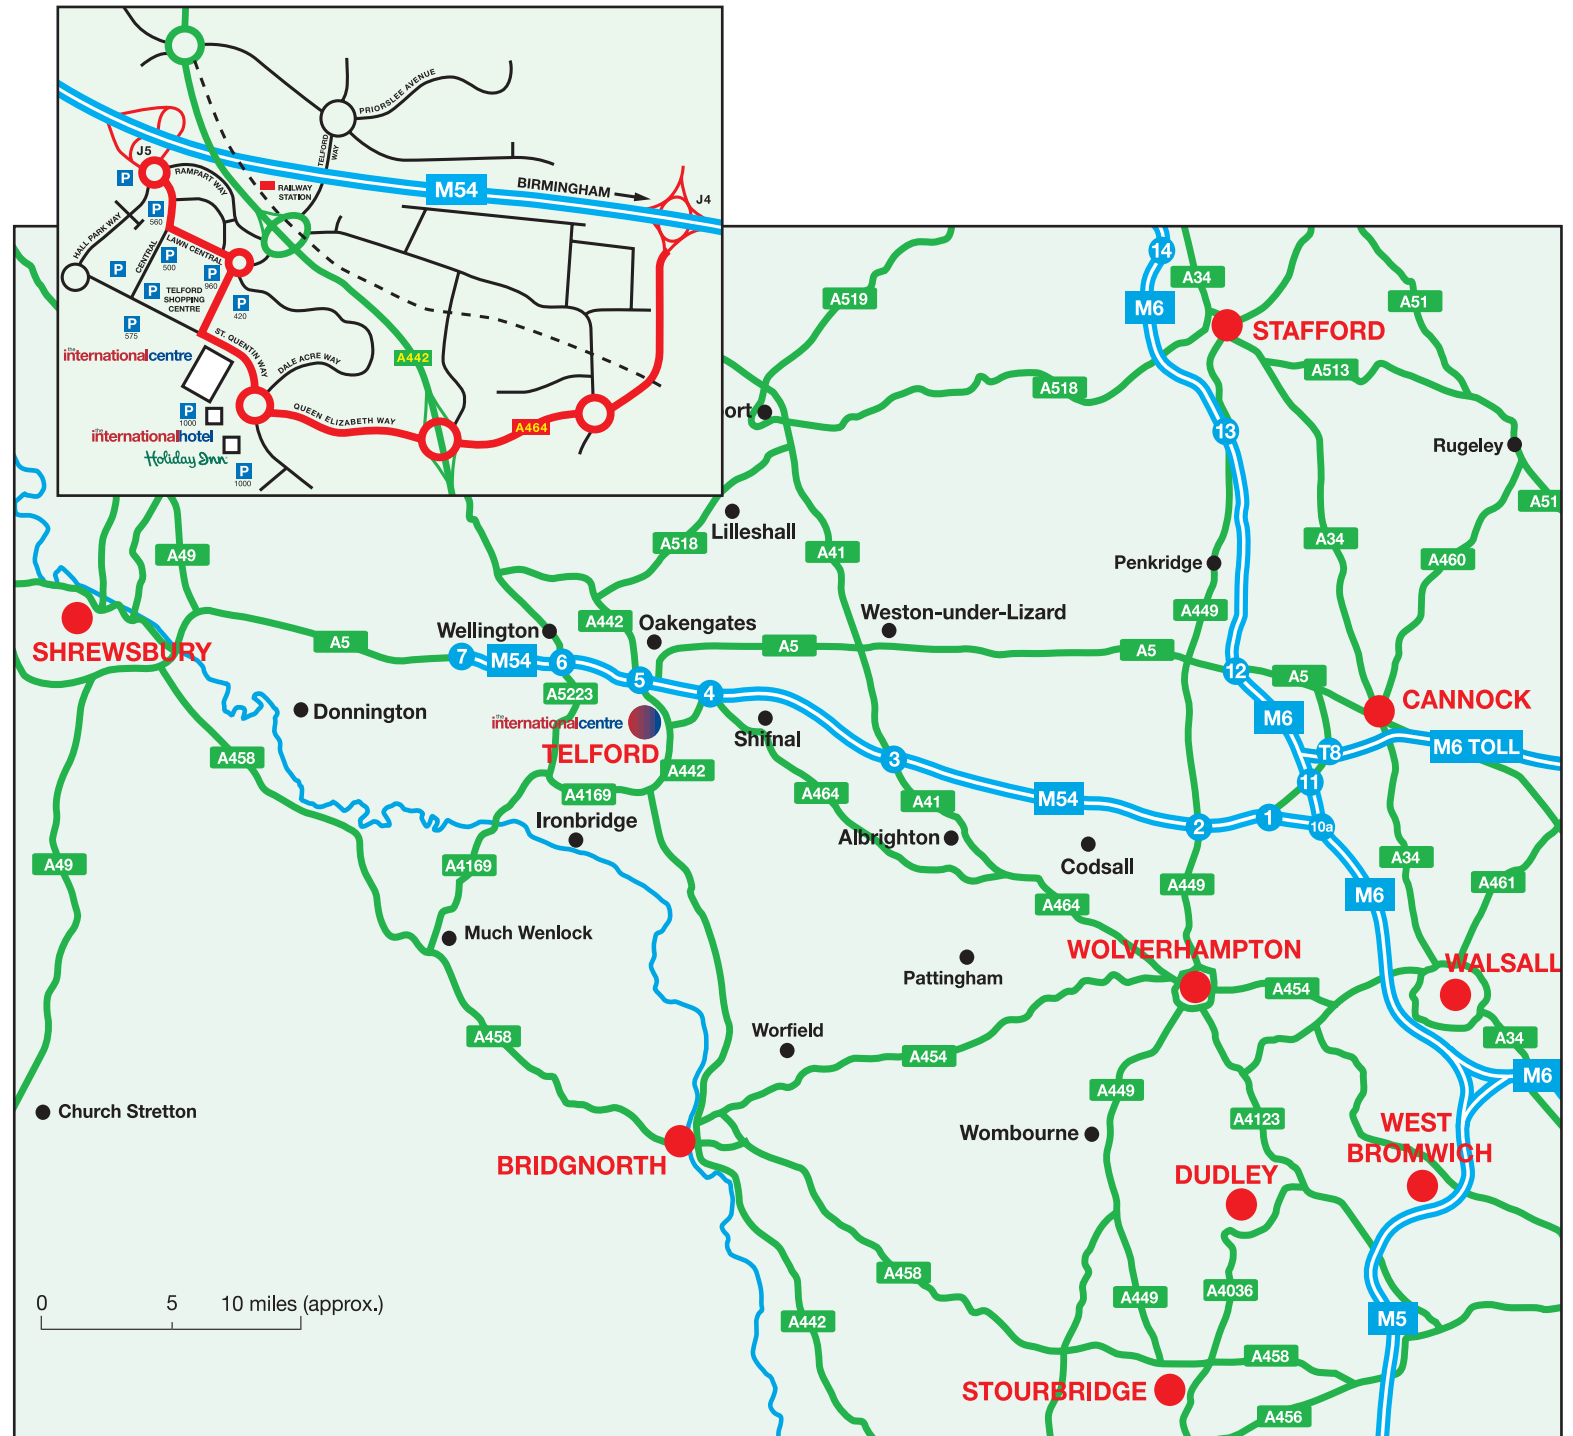 PRIORSLEE AVENUE
TELFORD
WAY
J5
RAMPART WAY
P
RAILWAY
STATION
M54
BIRMINGHAM
J4
P
560
HALL PARK WAY
CENTRAL
LAWN CENTRAL
P
500
P
960
P
P
TELFORD
SHOPPING
CENTRE
P
420
P
575
ST. QUENTIN WAY
the
internationalcentre
DALE ACRE WAY
A442
P
1000
QUEEN ELIZABETH WAY
A464
the
internationalhotel
Holiday Inn
P
1000
14
A34
M6
A519
A51
STAFFORD
A513
A518
ort
13
Rugeley
A51
Lilleshall
A518
A41
A34
A49
A460
Penkridge
A449
Weston-under-Lizard
A442
Oakengates
Wellington
SHREWSBURY
A5
7
M54
6
A5
A5
12
A5
5
4
A5223
CANNOCK
Donnington
the
internationalcentre
TELFORD
Shifnal
M6
M6 TOLL
T8
A458
3
A442
11
A4169
A464
A41
M54
2
1
10a
Ironbridge
Albrighton
Codsall
A49
A4169
A34
A449
A461
M6
A464
Much Wenlock
WOLVERHAMPTON
WALSALL
Pattingham
A454
Worfield
A458
A454
A34
M6
A449
Church Stretton
A4123
WEST
BROMWICH
Wombourne
BRIDGNORTH
DUDLEY
A458
A449
A4036
0
5
10 miles (approx.)
A442
M5
A458
STOURBRIDGE
A456